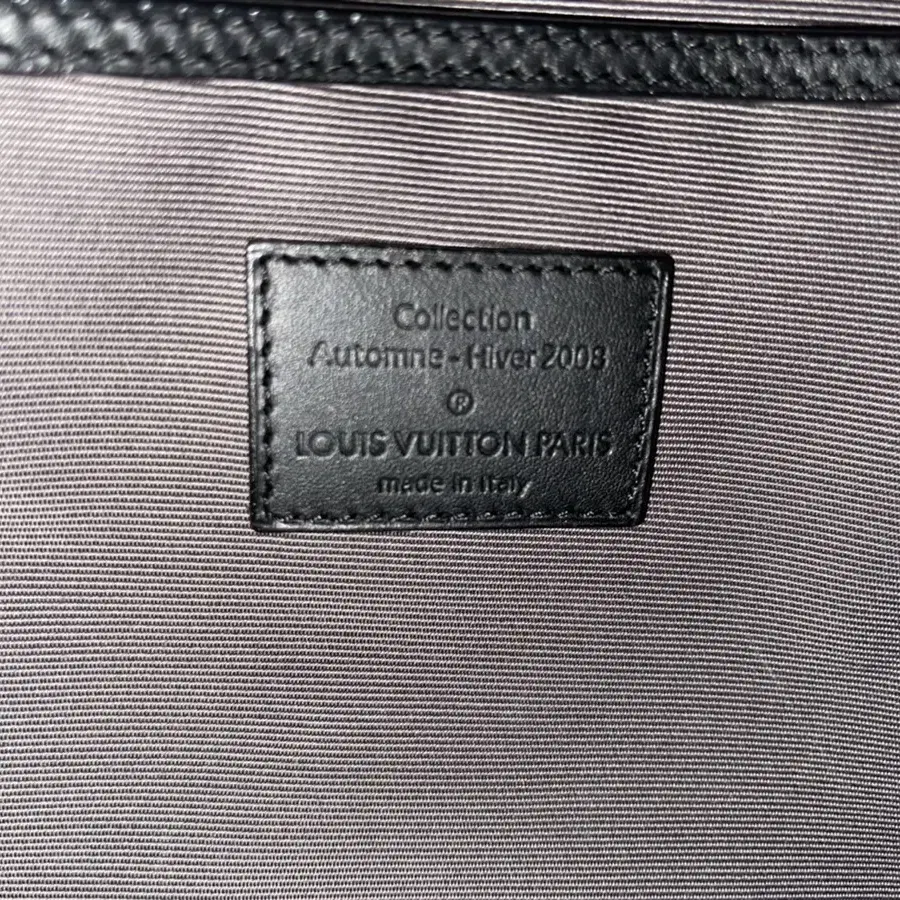 Collection
Automne-Hiver 2008
®
LOUIS VUITTON PARIS
made in Italy